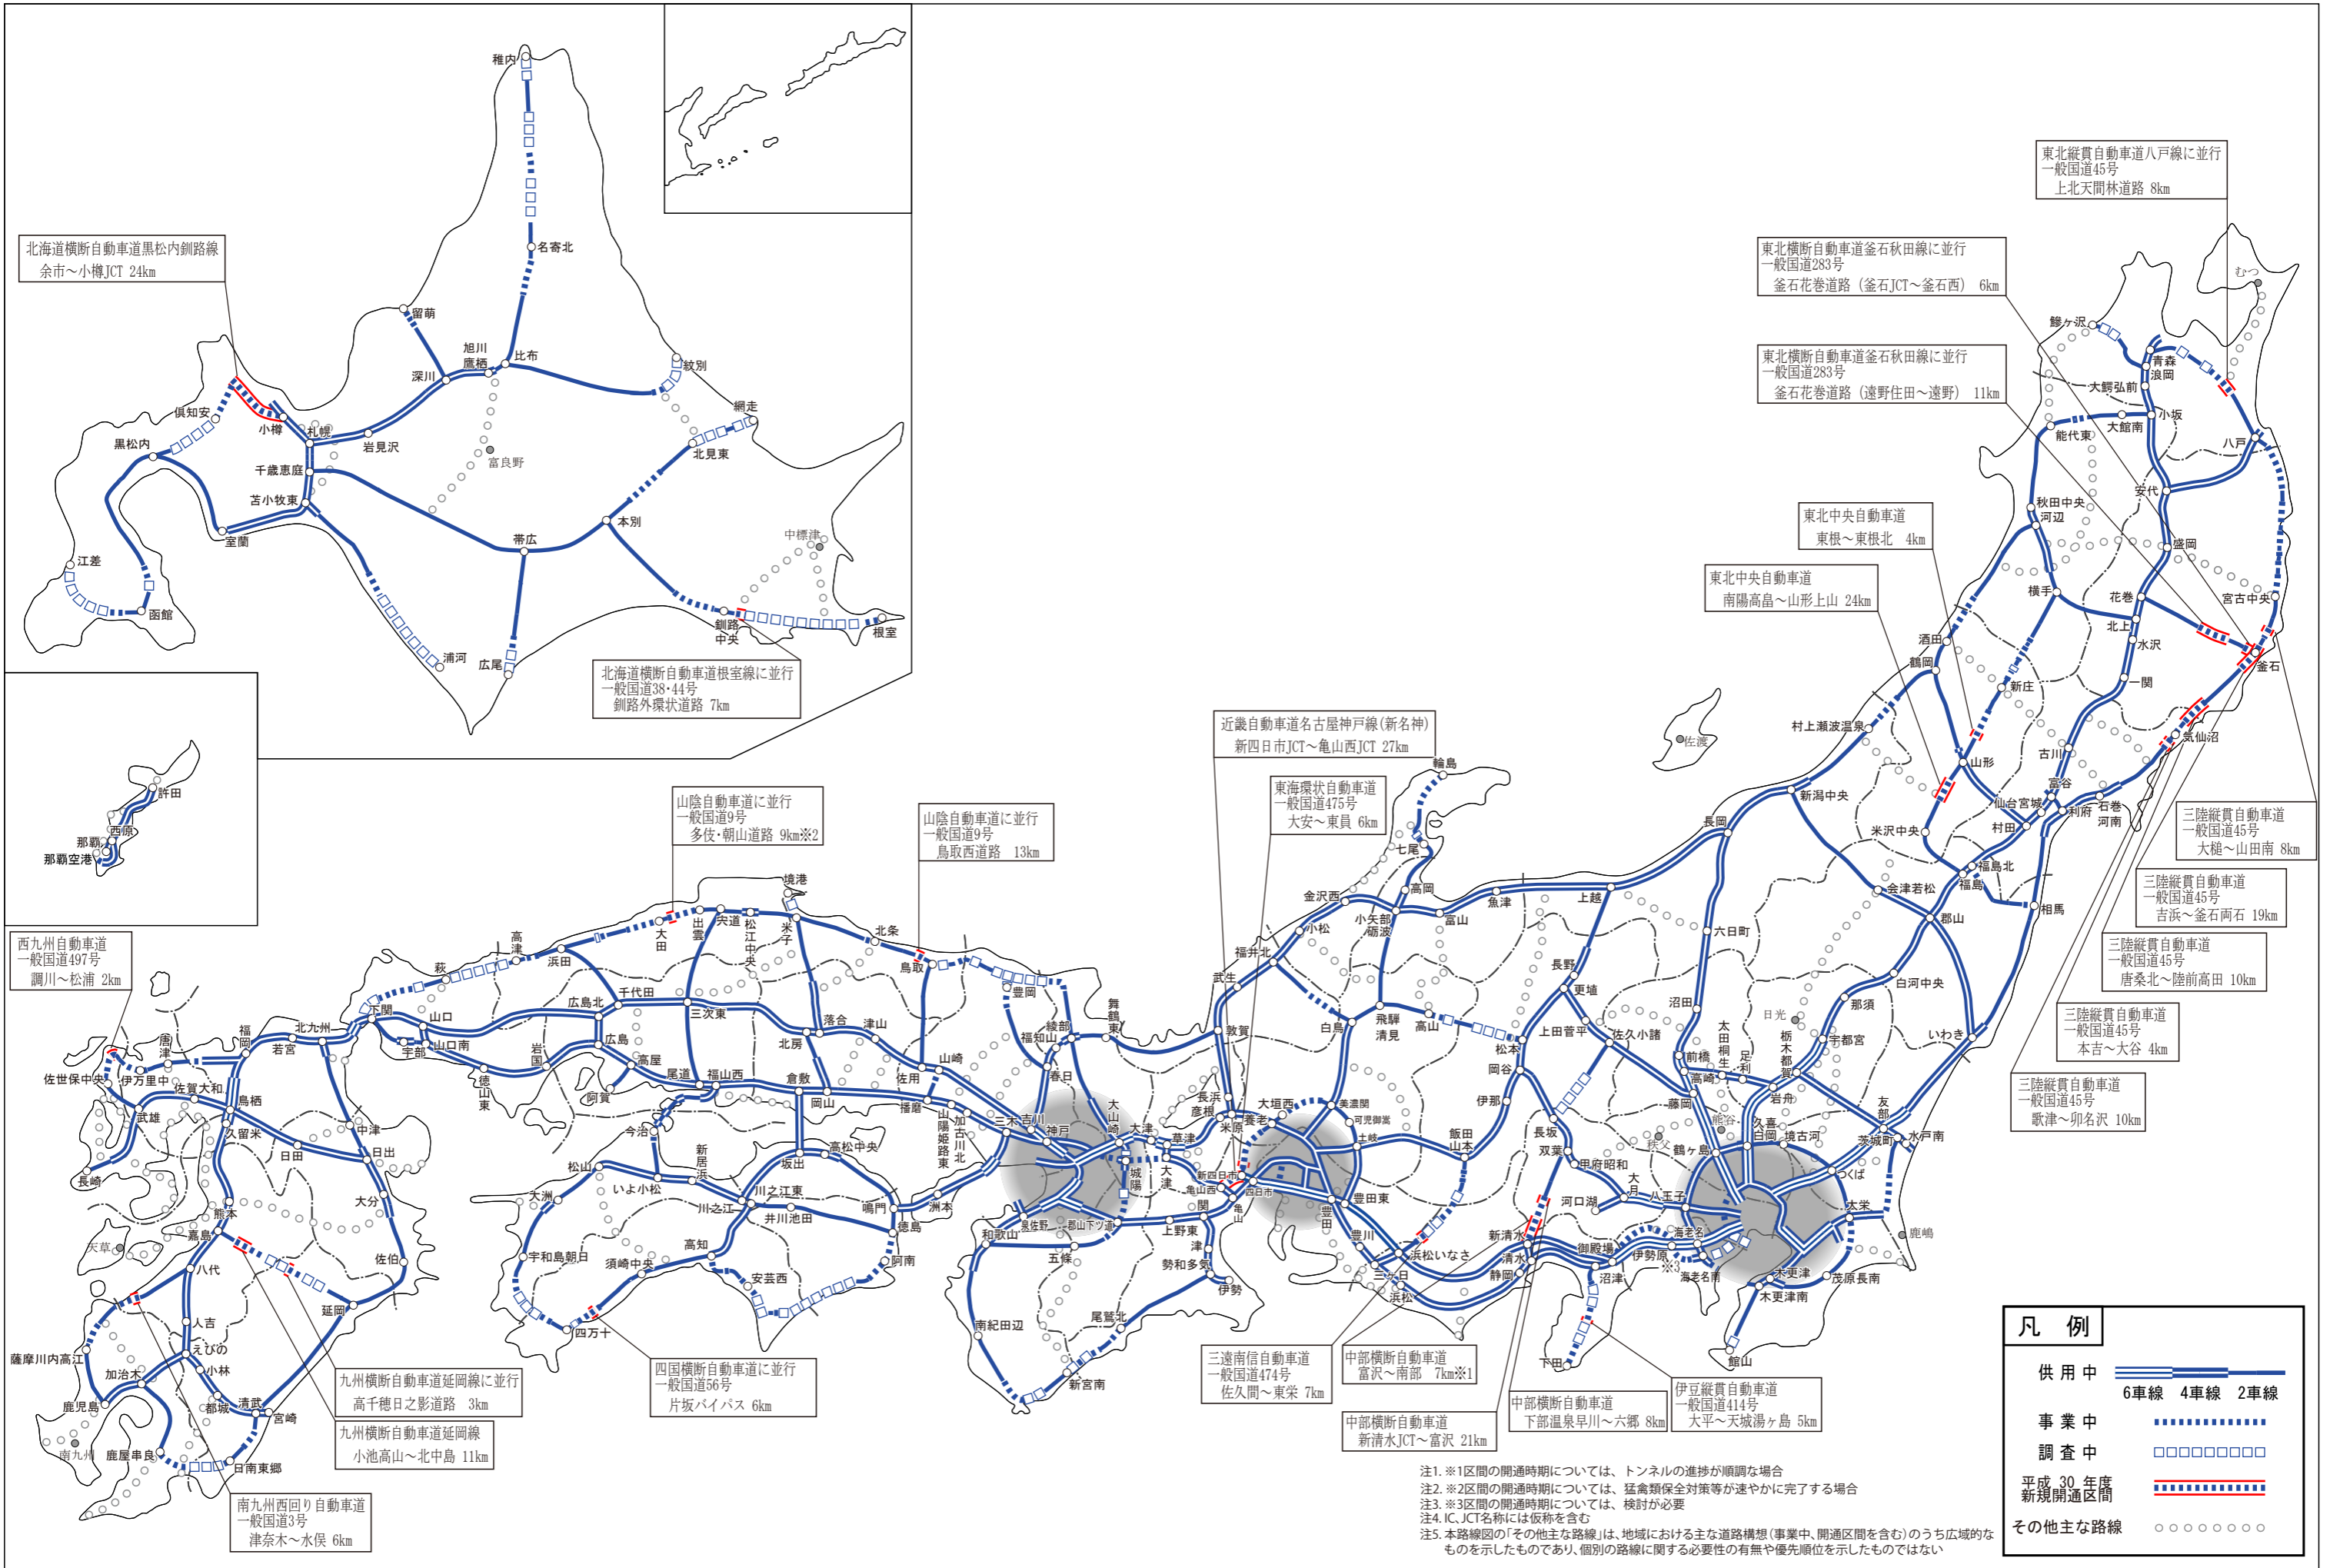 稚内
名寄北
留萌
旭川
鷹栖
比布
深川
紋別
網走
北見東
倶知安
小樽
札幌
岩見沢
黒松内
千歳恵庭
富良野
苫小牧東
室蘭
本別
帯広
中標津
江差
函館
浦河
広尾
釧路
中央
根室
北海道横断自動車道黒松内釧路線
余市～小樽JCT 24km
北海道横断自動車道根室線に並行
一般国道38・44号
釧路外環状道路 7km
許田
西原
那覇
那覇空港
東北縦貫自動車道八戸線に並行
一般国道45号
上北天間林道路 8km
東北横断自動車道釜石秋田線に並行
一般国道283号
釜石花巻道路（釜石JCT～釜石西） 6km
東北横断自動車道釜石秋田線に並行
一般国道283号
釜石花巻道路（遠野住田～遠野） 11km
東北中央自動車道
東根～東根北 4km
東北中央自動車道
南陽高畠～山形上山 24km
むつ
鰺ヶ沢
青森
浪岡
大鰐弘前
小坂
大館南
能代東
八戸
安代
秋田中央
河辺
盛岡
横手
花巻
宮古中央
北上
水沢
釜石
酒田
鶴岡
新庄
一関
気仙沼
村上瀬波温泉
佐渡
山形
古川
富谷
仙台宮城
利府
石巻
河南
村田
米沢中央
新潟中央
長岡
福島北
福島
会津若松
相馬
郡山
三陸縦貫自動車道
一般国道45号
大槌～山田南 8km
三陸縦貫自動車道
一般国道45号
吉浜～釜石両石 19km
三陸縦貫自動車道
一般国道45号
唐桑北～陸前高田 10km
三陸縦貫自動車道
一般国道45号
本吉～大谷 4km
三陸縦貫自動車道
一般国道45号
歌津～卯名沢 10km
近畿自動車道名古屋神戸線(新名神)
新四日市JCT～亀山西JCT 27km
東海環状自動車道
一般国道475号
大安～東員 6km
山陰自動車道に並行
一般国道9号
多伎・朝山道路 9km※2
山陰自動車道に並行
一般国道9号
鳥取西道路 13km
西九州自動車道
一般国道497号
調川～松浦 2km
輪島
七尾
高岡
金沢西
小矢部
砺波
富山
魚津
上越
小松
福井北
武生
六日町
長野
更埴
白河中央
那須
沼田
日光
いわき
白鳥
飛騨
清見
高山
松本
上田菅平
佐久小諸
太田桐生
足利
栃木都賀
宇都宮
前橋
高崎
岩舟
藤岡
熊谷
久喜
白岡
境古河
友部
茨城町
水戸南
秩父
鶴ヶ島
つくば
岡谷
伊那
長坂
双葉
甲府昭和
飯田
山本
大月
八王子
河口湖
大栄
鹿嶋
敦賀
舞鶴東
綾部
福知山
春日
豊岡
境港
米子
松江中央
宍道
出雲
大田
浜田
高津
萩
北条
鳥取
千代田
広島北
三次東
落合
津山
北房
佐用
山崎
下関
山口
山口南
宇部
徳山東
岩国
広島
高屋
阿賀
尾道
福山西
倉敷
岡山
播磨
山陽姫路東
加古川北
三木
吉川
神戸
大山崎
大津
草津
大津
城陽
長浜
彦根
米原
養老
大垣西
美濃関
可児御嵩
土岐
新四日市
亀山西
四日市
亀山
関
豊田東
豊田
豊川
三ヶ日
浜松いなさ
浜松
新清水
清水
静岡
御殿場
沼津
伊勢原
※3
海老名
海老名南
木更津
木更津南
茂原長南
館山
下田
今治
松山
新居浜
いよ小松
坂出
高松中央
大洲
川之江東
川之江
井川池田
鳴門
徳島
洲本
阿南
宇和島朝日
須崎中央
高知
安芸西
四万十
泉佐野
郡山下ツ道
和歌山
五條
上野東
津
勢和多気
伊勢
尾鷲北
南紀田辺
新宮南
北九州
福岡
若宮
唐津
佐世保中央
伊万里中
佐賀大和
鳥栖
武雄
久留米
日田
中津
日出
長崎
大分
熊本
嘉島
天草
八代
佐伯
延岡
人吉
えびの
小林
薩摩川内高江
加治木
鹿児島
都城
清武
宮崎
南九州
鹿屋串良
日南東郷
九州横断自動車道延岡線に並行
高千穂日之影道路 3km
九州横断自動車道延岡線
小池高山～北中島 11km
南九州西回り自動車道
一般国道3号
津奈木～水俣 6km
四国横断自動車道に並行
一般国道56号
片坂バイパス 6km
三遠南信自動車道
一般国道474号
佐久間～東栄 7km
中部横断自動車道
富沢～南部 7km※1
中部横断自動車道
新清水JCT～富沢 21km
中部横断自動車道
下部温泉早川～六郷 8km
伊豆縦貫自動車道
一般国道414号
大平～天城湯ヶ島 5km
注1. ※1区間の開通時期については、トンネルの進捗が順調な場合
注2. ※2区間の開通時期については、猛禽類保全対策等が速やかに完了する場合
注3. ※3区間の開通時期については、検討が必要
注4. IC、JCT名称には仮称を含む
注5. 本路線図の「その他主な路線」は、地域における主な道路構想（事業中、開通区間を含む）のうち広域的な
ものを示したものであり、個別の路線に関する必要性の有無や優先順位を示したものではない
凡 例
供 用 中
6車線 4車線 2車線
事 業 中
調 査 中
平成 30 年度
新規開通区間
その他主な路線